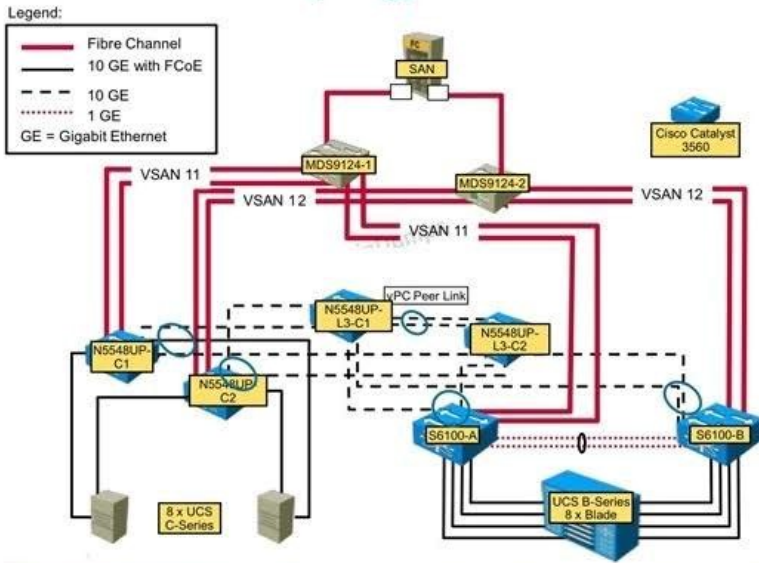 Legend:
Fibre Channel
10 GE with FCoE
10 GE
1 GE
GE = Gigabit Ethernet
FC
SAN
Cisco Catalyst
3560
MDS9124-1
MDS9124-2
VSAN 11
VSAN 12
VSAN 12
VSAN 11
vPC Peer Link
N5548UP-
L3-C1
N5548UP-
L3-C2
N5548UP-
C1
N5548UP
C2
S6100-A
S6100-B
8 x UCS
C-Series
UCS B-Series
8 x Blade